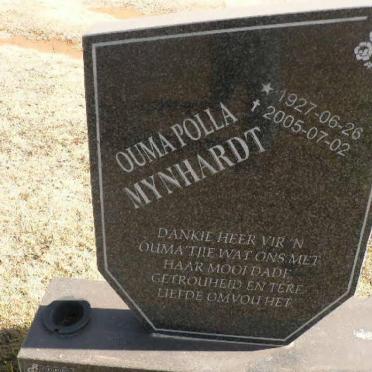 ★ 1927-06-26
✝ 2005-07-02
OUMA POLLA
MYNHARDT
DANKIE HEER VIR 'N
OUMA'TJIE WAT ONS MET
HAAR MOOI DADE
GETROUHEID EN TERE
LIEFDE OMVOU HET